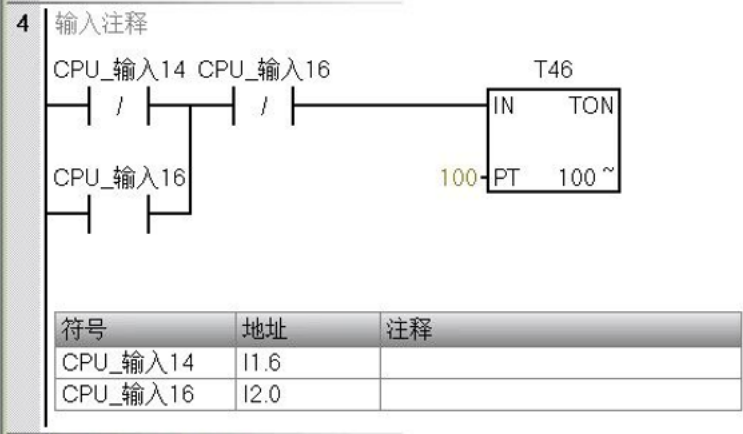 4 输入注释
CPU_输入14 CPU_输入16 T46
/ / IN TON
CPU_输入16 100 PT 100 ~
符号 地址 注释
CPU_输入14 I1.6
CPU_输入16 I2.0